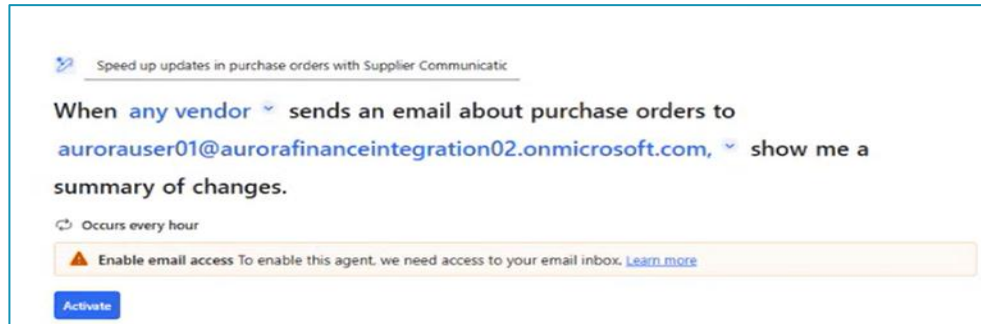 Speed up updates in purchase orders with Supplier Communicatic
When any vendor sends an email about purchase orders to
aurorauser01@aurorafinanceintegration02.onmicrosoft.com, show me a
summary of changes.
Occurs every hour
Enable email access To enable this agent, we need access to your email inbox. Learn more
Activate